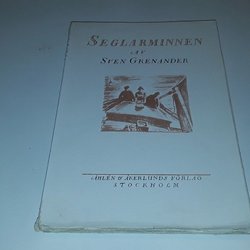 SEGLARMINNEN
AV
SVEN GRENANDER
ÅHLÉN & ÅKERLUNDS FÖRLAG
STOCKHOLM